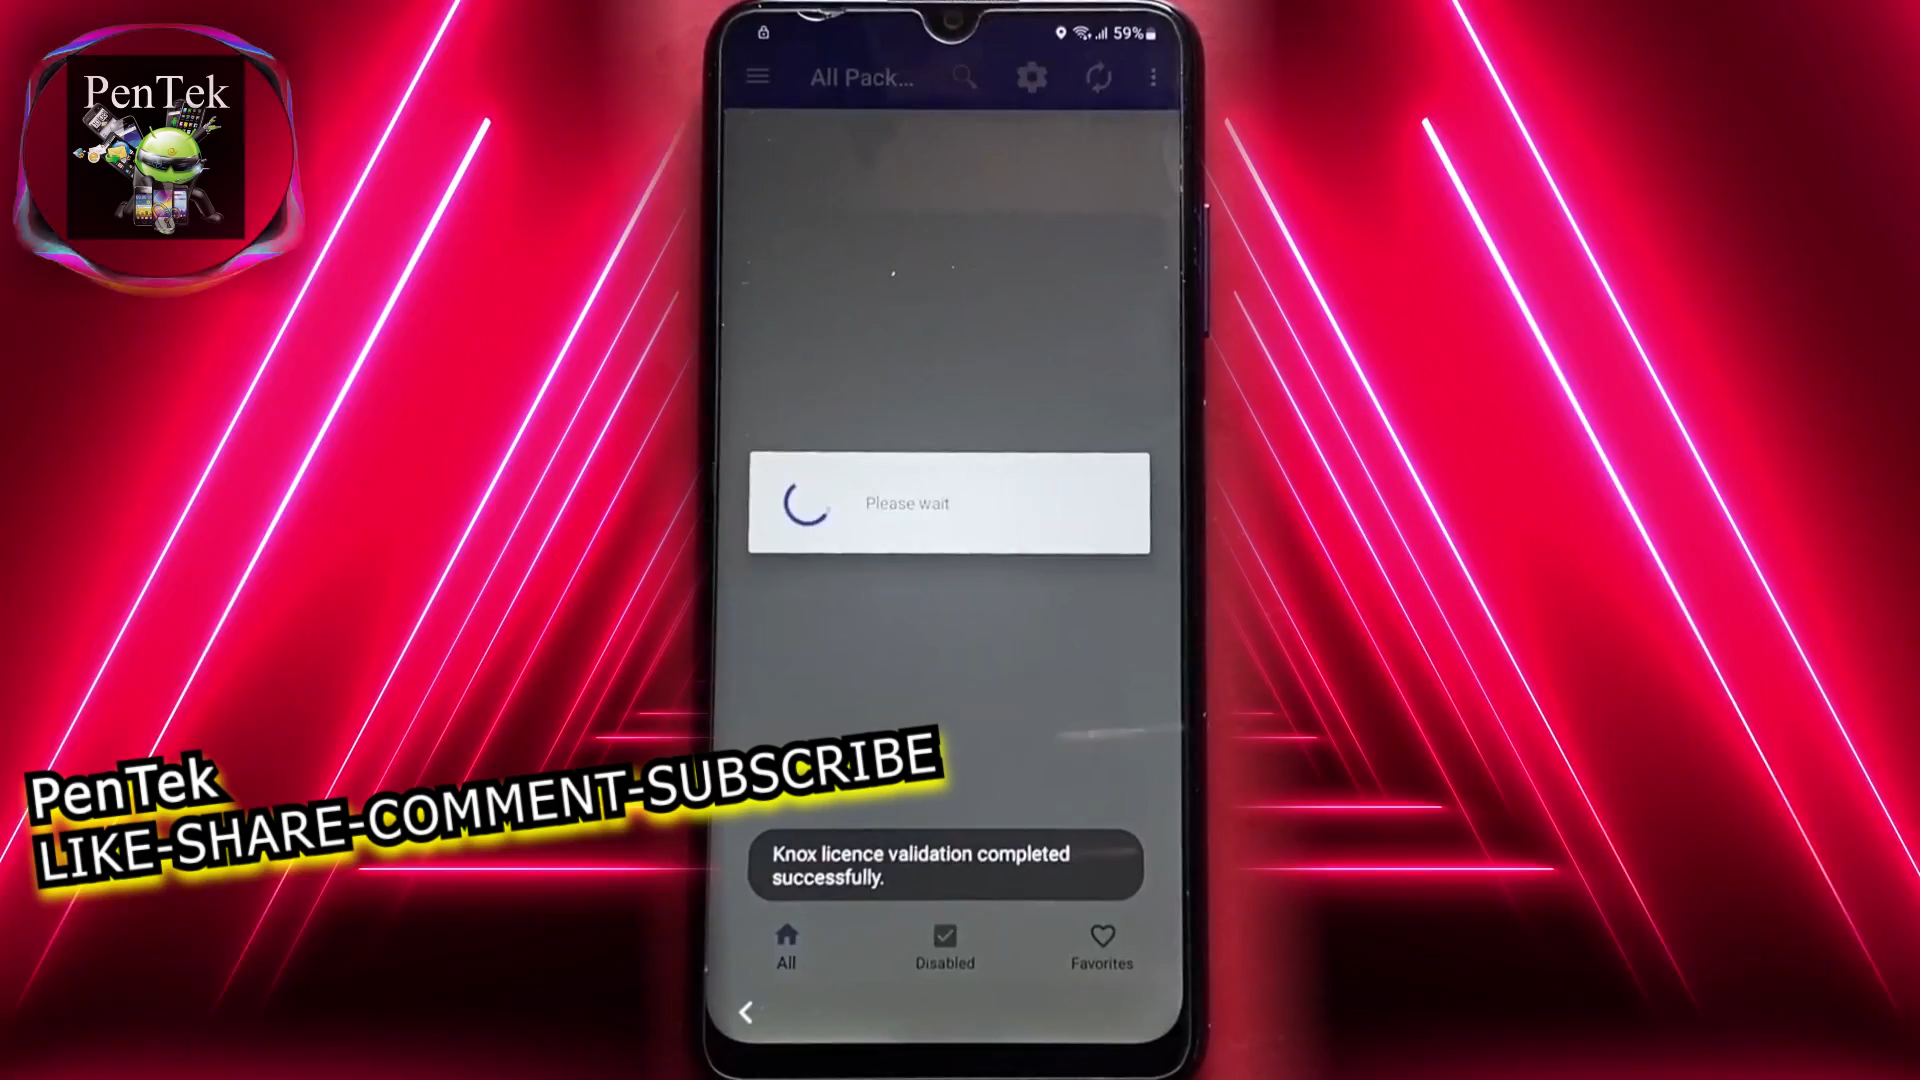 PenTek
59%
All Pack...
Please wait
PenTek
LIKE-SHARE-COMMENT-SUBSCRIBE
Knox licence validation completed
successfully.
All
Disabled
Favorites